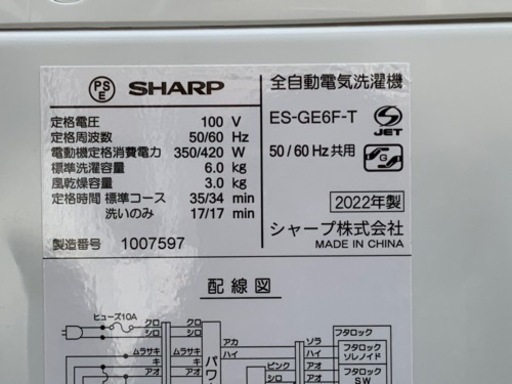 PS E SHARP
全自動電気洗濯機
ES-GE6F-T
S JET
50/60 Hz共用
G
2022年製
シャープ株式会社
MADE IN CHINA
定格電圧 100 V
定格周波数 50/60 Hz
電動機定格消費電力 350/420 W
標準洗濯容量 6.0 kg
風乾燥容量 3.0 kg
定格時間 標準コース 35/34 min
洗いのみ 17/17 min
製造番号 1007597
配線図
ヒューズ10A
クロ クロ
シロ シロ
ムラサキ ムラサキ
キ キ
アオ アオ
パワ
アカ
ハイ
ピンク
シロ
ソラ
ハイ
アオ
フタロック
フタロック
ソレノイド
フタロック
SW